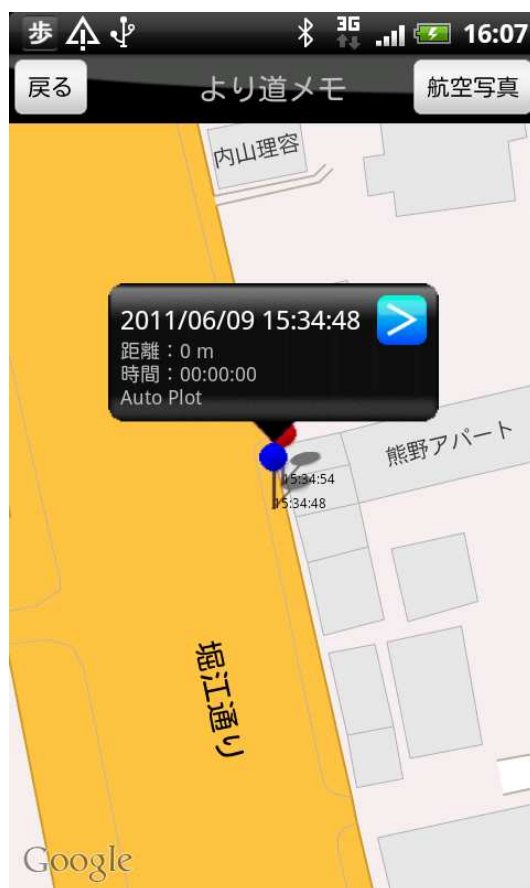 歩 3G 16:07
戻る より道メモ 航空写真
内山理容
2011/06/09 15:34:48
距離：0 m
時間：00:00:00
Auto Plot
熊野アパート
15:34:54
15:34:48
堀江通り
Google